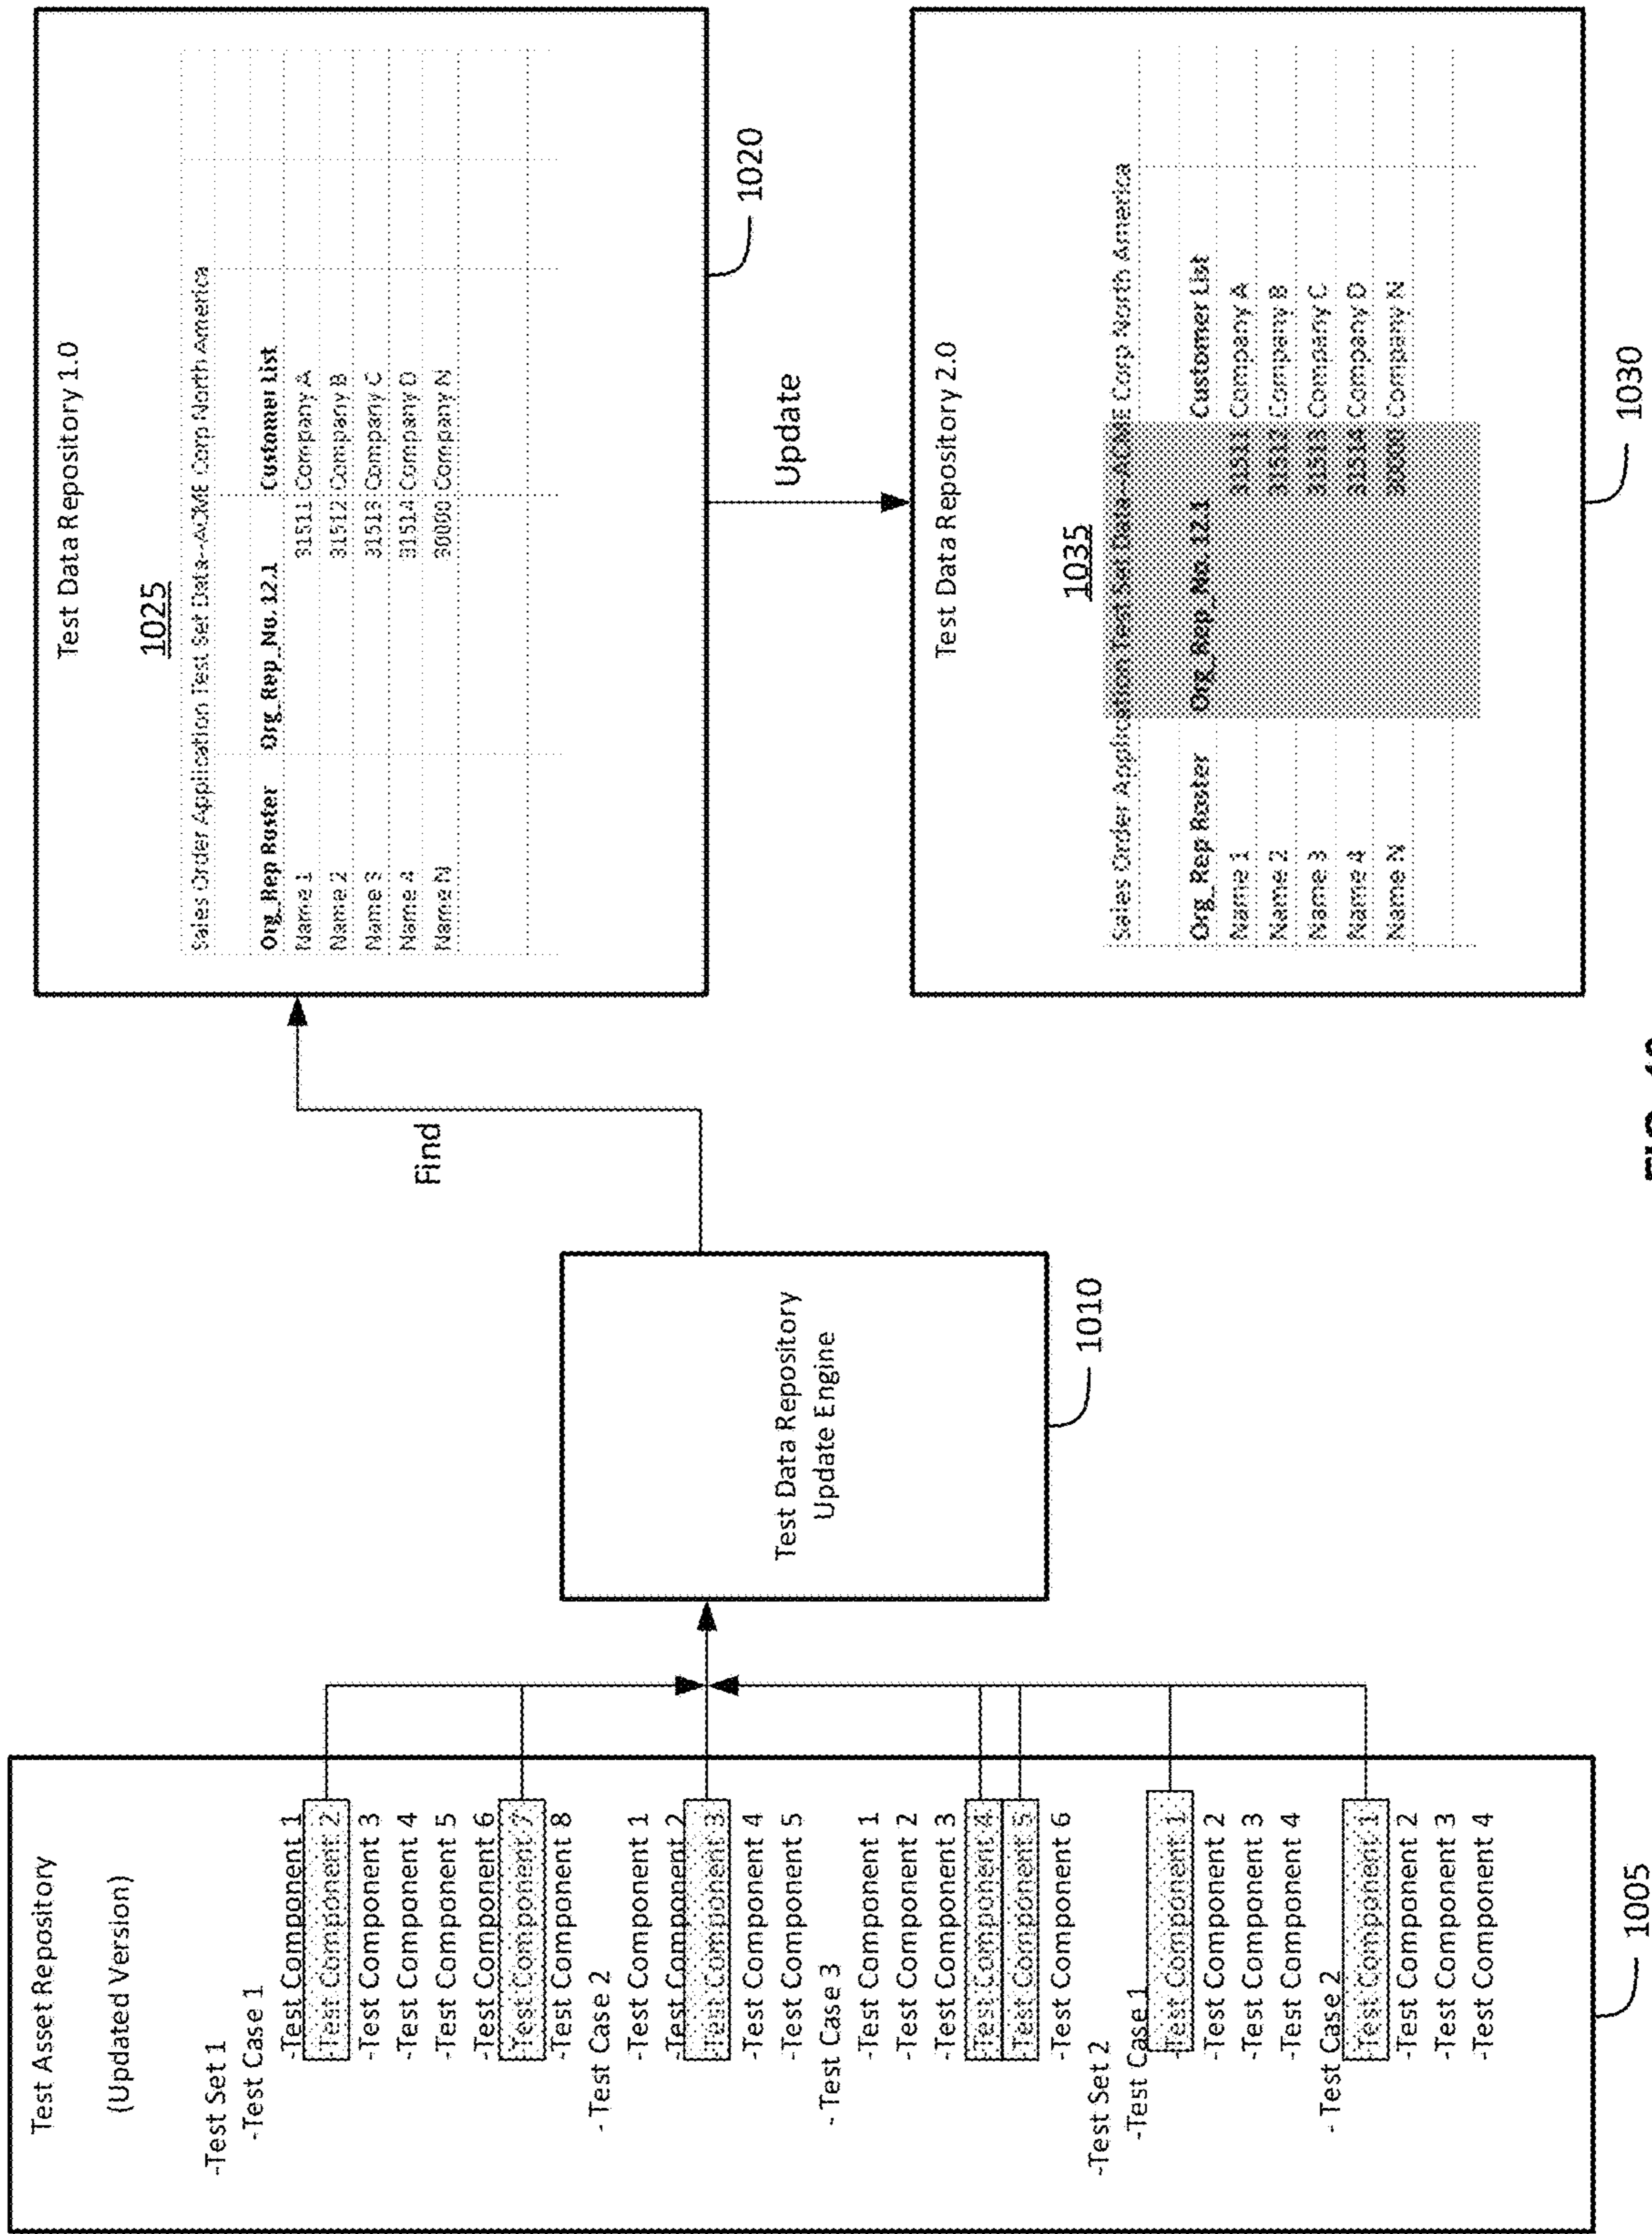 Test Asset Repository
(Updated Version)
-Test Set 1
-Test Case 1
-Test Component 1
-Test Component 2
-Test Component 3
-Test Component 4
-Test Component 5
-Test Component 6
-Test Component 7
-Test Component 8
- Test Case 2
-Test Component 1
-Test Component 2
-Test Component 3
-Test Component 4
-Test Component 5
- Test Case 3
-Test Component 1
-Test Component 2
-Test Component 3
-Test Component 4
-Test Component 5
-Test Component 6
-Test Set 2
-Test Case 1
-Test Component 1
-Test Component 2
-Test Component 3
-Test Component 4
- Test Case 2
-Test Component 1
-Test Component 2
-Test Component 3
-Test Component 4
1005
Test Data Repository
Update Engine
1010
Find
Test Data Repository 1.0
1025
Sales Order Application Test Set Data--ACME Corp North America
Org_Rep Roster Org_Rep_No. 12.1 Customer List
Name 1 31511 Company A
Name 2 31512 Company B
Name 3 31513 Company C
Name 4 31514 Company D
Name N 30000 Company N
1020
Update
Test Data Repository 2.0
1035
Sales Order Application Test Set Data--ACME Corp North America
Org_Rep Roster Org_Rep_No. 12.1 Customer List
Name 1 31511 Company A
Name 2 31512 Company B
Name 3 31513 Company C
Name 4 31514 Company D
Name N 30000 Company N
1030